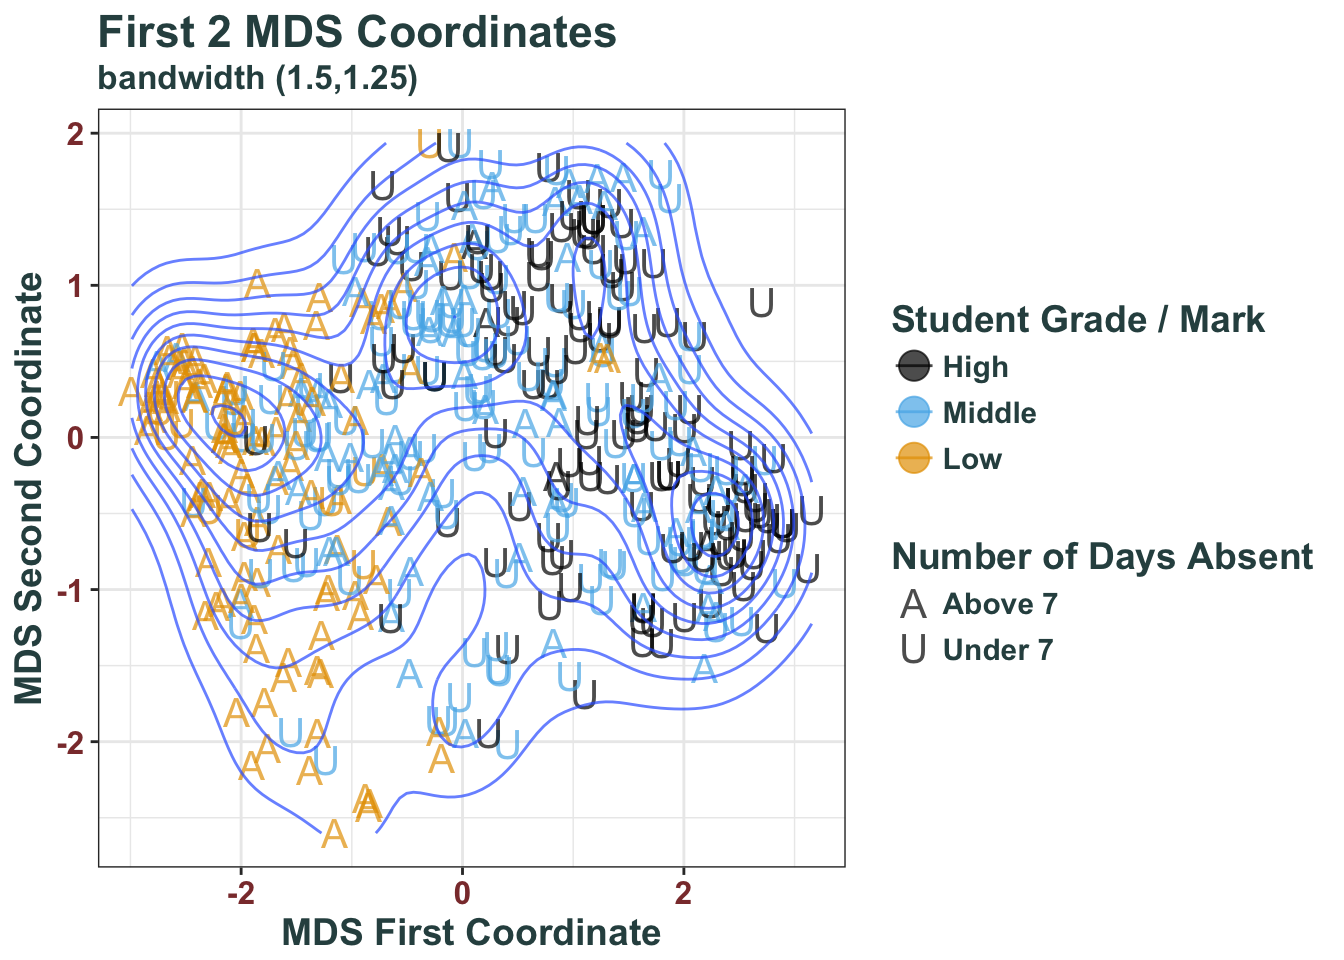 First 2 MDS Coordinates
bandwidth (1.5,1.25)
2
1
0
-1
-2
MDS Second Coordinate
-2
0
2
MDS First Coordinate
Student Grade / Mark
High
Middle
Low
Number of Days Absent
A Above 7
U Under 7